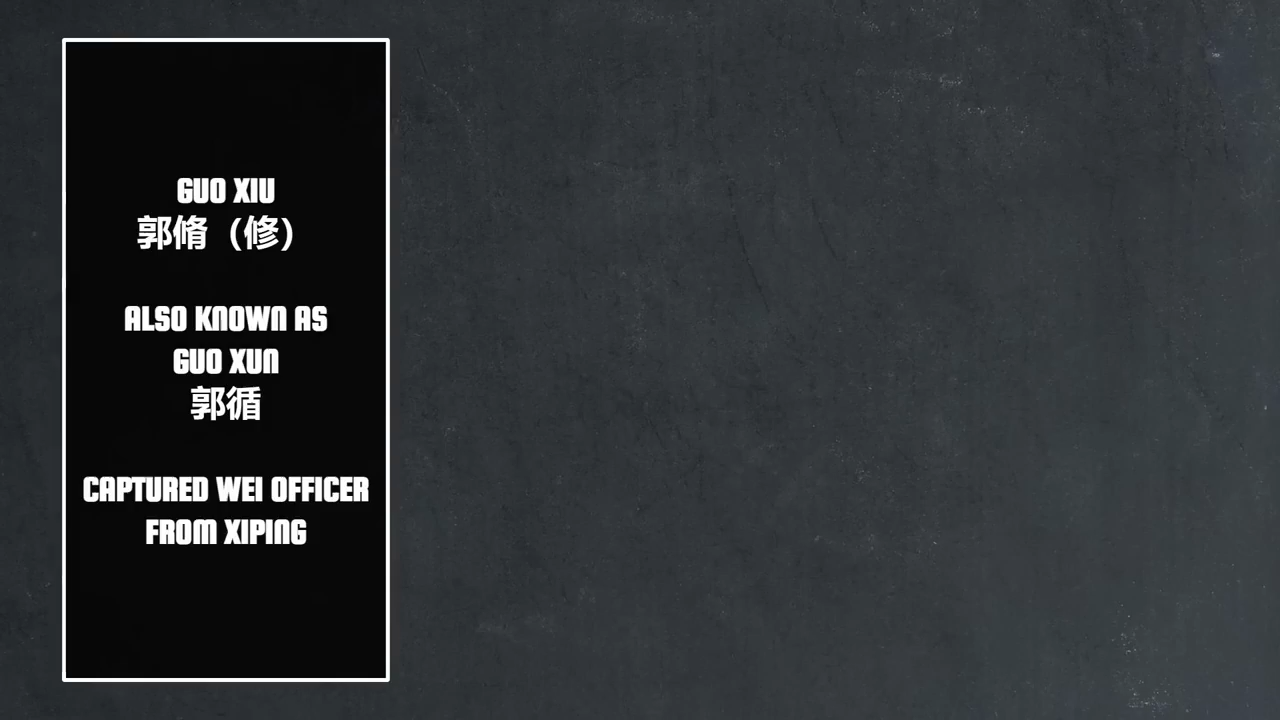 GUO XIU
郭脩（修）
ALSO KNOWN AS
GUO XUN
郭循
CAPTURED WEI OFFICER
FROM XIPING